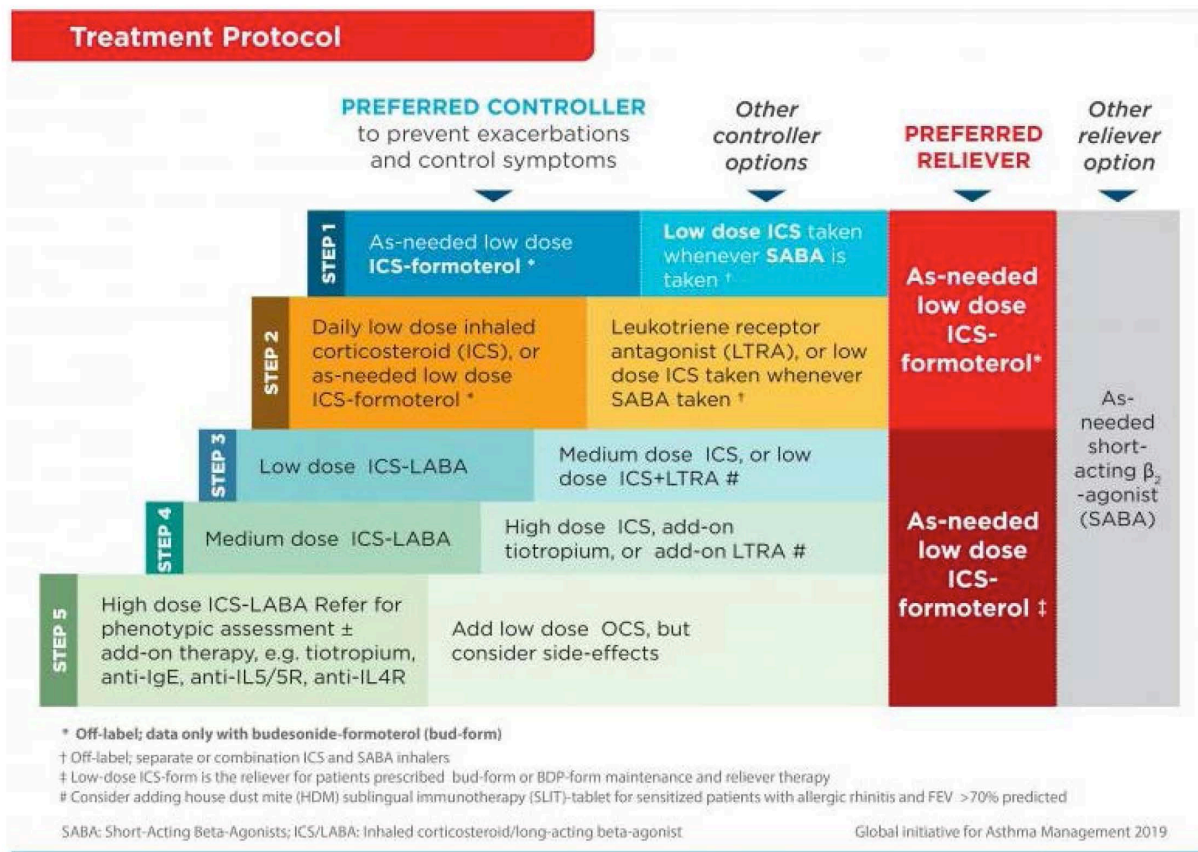 Treatment Protocol
PREFERRED CONTROLLER
to prevent exacerbations
and control symptoms
Other
controller
options
PREFERRED
RELIEVER
Other
reliever
option
STEP 1
As-needed low dose
ICS-formoterol *
Low dose ICS taken
whenever SABA is
taken †
STEP 2
Daily low dose inhaled
corticosteroid (ICS), or
as-needed low dose
ICS-formoterol *
Leukotriene receptor
antagonist (LTRA), or low
dose ICS taken whenever
SABA taken †
As-needed
low dose
ICS-
formoterol*
STEP 3
Low dose ICS-LABA
Medium dose ICS, or low
dose ICS+LTRA #
STEP 4
Medium dose ICS-LABA
High dose ICS, add-on
tiotropium, or add-on LTRA #
STEP 5
High dose ICS-LABA Refer for
phenotypic assessment ±
add-on therapy, e.g. tiotropium,
anti-IgE, anti-IL5/5R, anti-IL4R
Add low dose OCS, but
consider side-effects
As-needed
low dose
ICS-
formoterol ‡
As-
needed
short-
acting β₂
-agonist
(SABA)
* Off-label; data only with budesonide-formoterol (bud-form)
† Off-label; separate or combination ICS and SABA inhalers
‡ Low-dose ICS-form is the reliever for patients prescribed bud-form or BDP-form maintenance and reliever therapy
# Consider adding house dust mite (HDM) sublingual immunotherapy (SLIT)-tablet for sensitized patients with allergic rhinitis and FEV >70% predicted
SABA: Short-Acting Beta-Agonists; ICS/LABA: Inhaled corticosteroid/long-acting beta-agonist
Global initiative for Asthma Management 2019